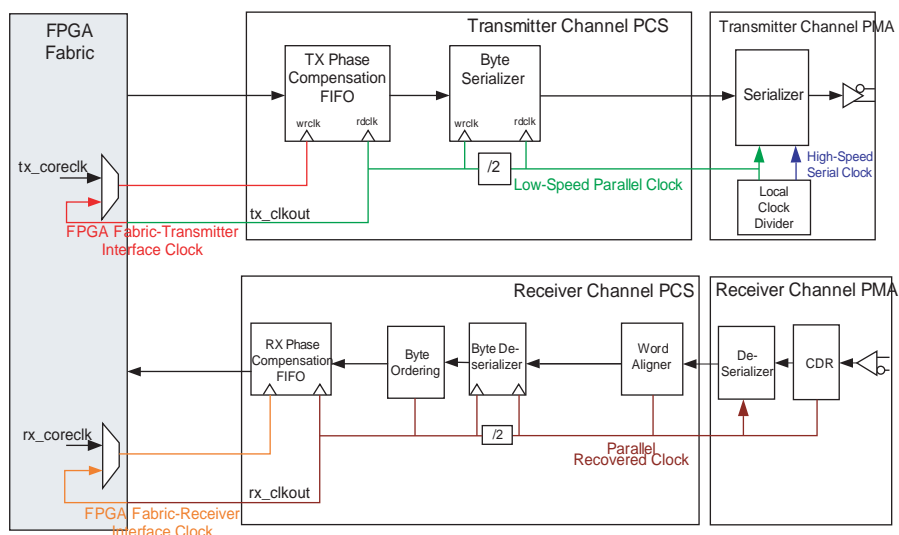 FPGA
Fabric
Transmitter Channel PCS
Transmitter Channel PMA
TX Phase
Compensation
FIFO
wrclk
rdclk
Byte
Serializer
wrclk
rdclk
Serializer
/2
Low-Speed Parallel Clock
High-Speed
Serial Clock
Local
Clock
Divider
tx_coreclk
tx_clkout
FPGA Fabric-Transmitter
Interface Clock
Receiver Channel PCS
Receiver Channel PMA
RX Phase
Compensation
FIFO
Byte
Ordering
Byte De-
serializer
Word
Aligner
De-
Serializer
CDR
/2
Parallel
Recovered Clock
rx_coreclk
rx_clkout
FPGA Fabric-Receiver
Interface Clock